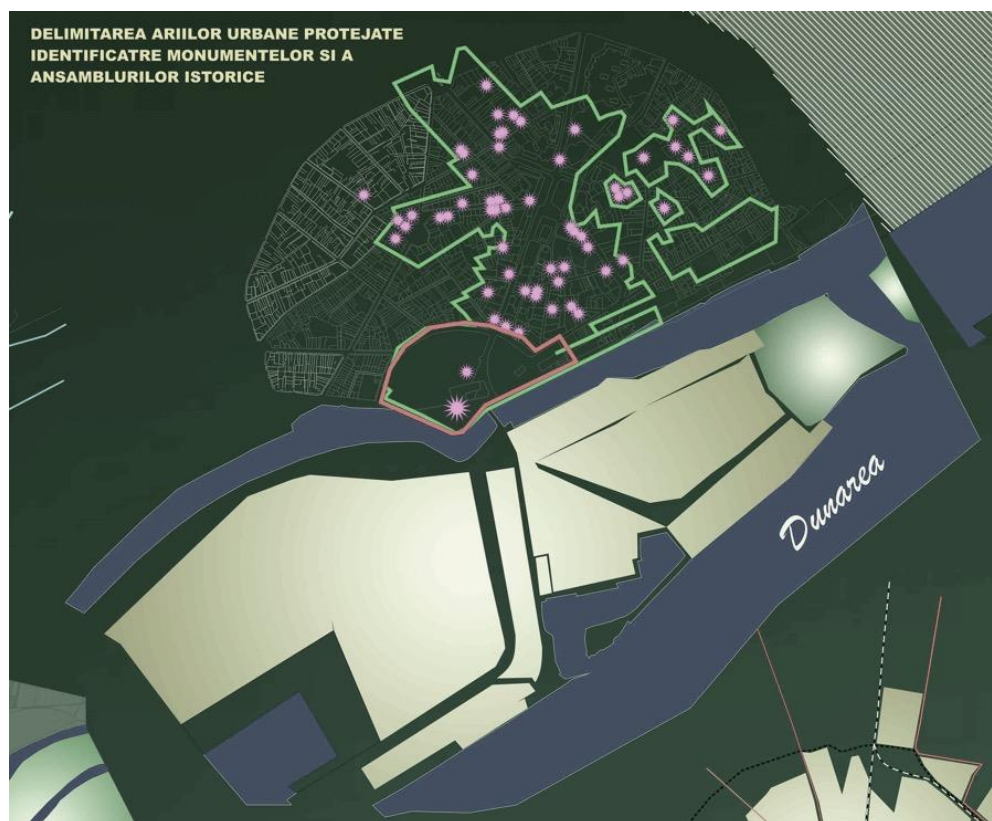 DELIMITAREA ARIILOR URBANE PROTEJATE
IDENTIFICATRE MONUMENTELOR SI A
ANSAMBLURILOR ISTORICE
Dunarea